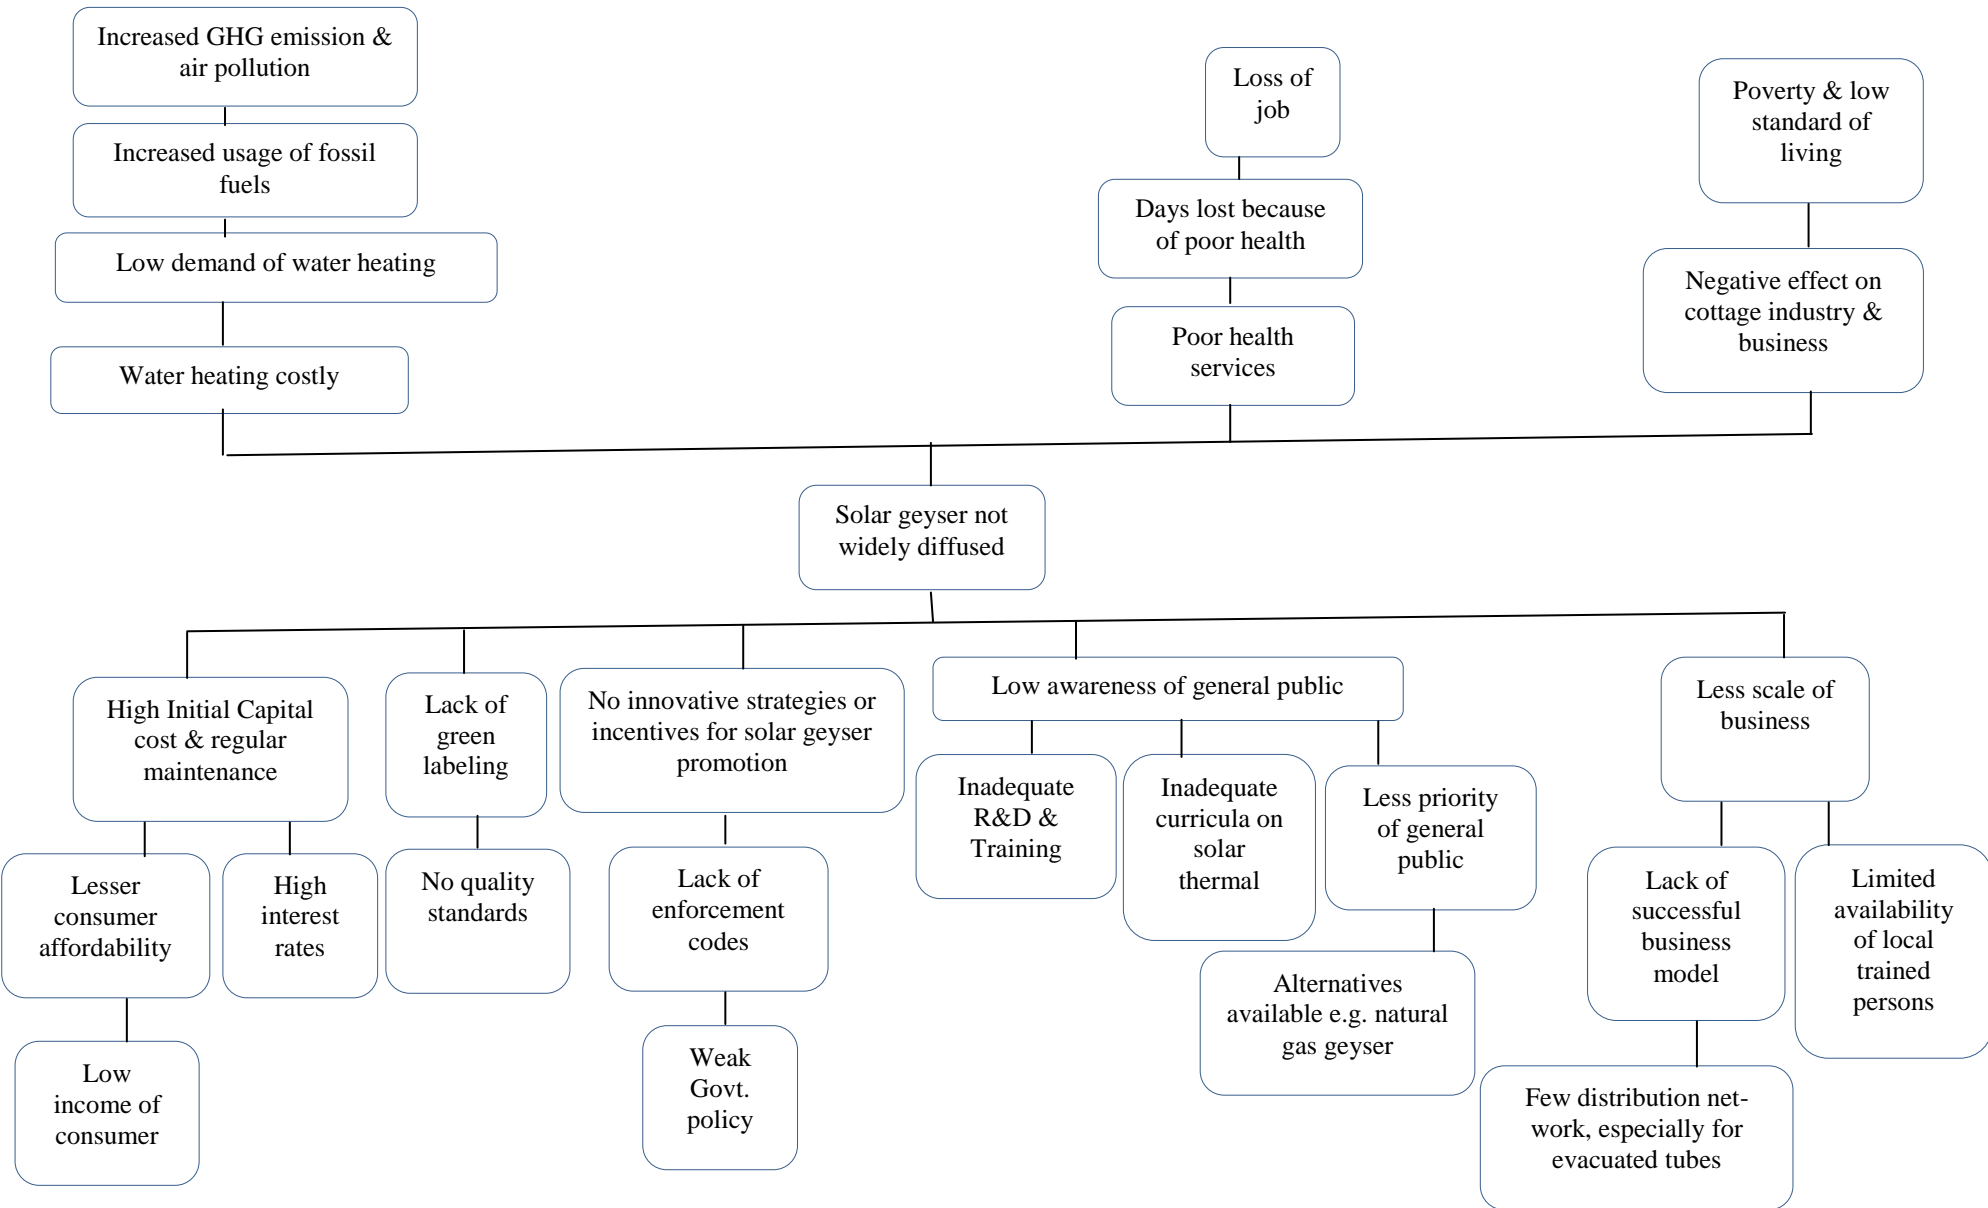 Increased GHG emission &
air pollution
Loss of
job
Poverty & low
standard of
living
Increased usage of fossil
fuels
Days lost because
of poor health
Low demand of water heating
Negative effect on
cottage industry &
business
Poor health
services
Water heating costly
Solar geyser not
widely diffused
High Initial Capital
cost & regular
maintenance
Lack of
green
labeling
No innovative strategies or
incentives for solar geyser
promotion
Low awareness of general public
Less scale of
business
Inadequate
R&D &
Training
Inadequate
curricula on
solar
thermal
Less priority
of general
public
Lesser
consumer
affordability
High
interest
rates
No quality
standards
Lack of
enforcement
codes
Lack of
successful
business
model
Limited
availability
of local
trained
persons
Alternatives
available e.g. natural
gas geyser
Low
income of
consumer
Weak
Govt.
policy
Few distribution net-
work, especially for
evacuated tubes